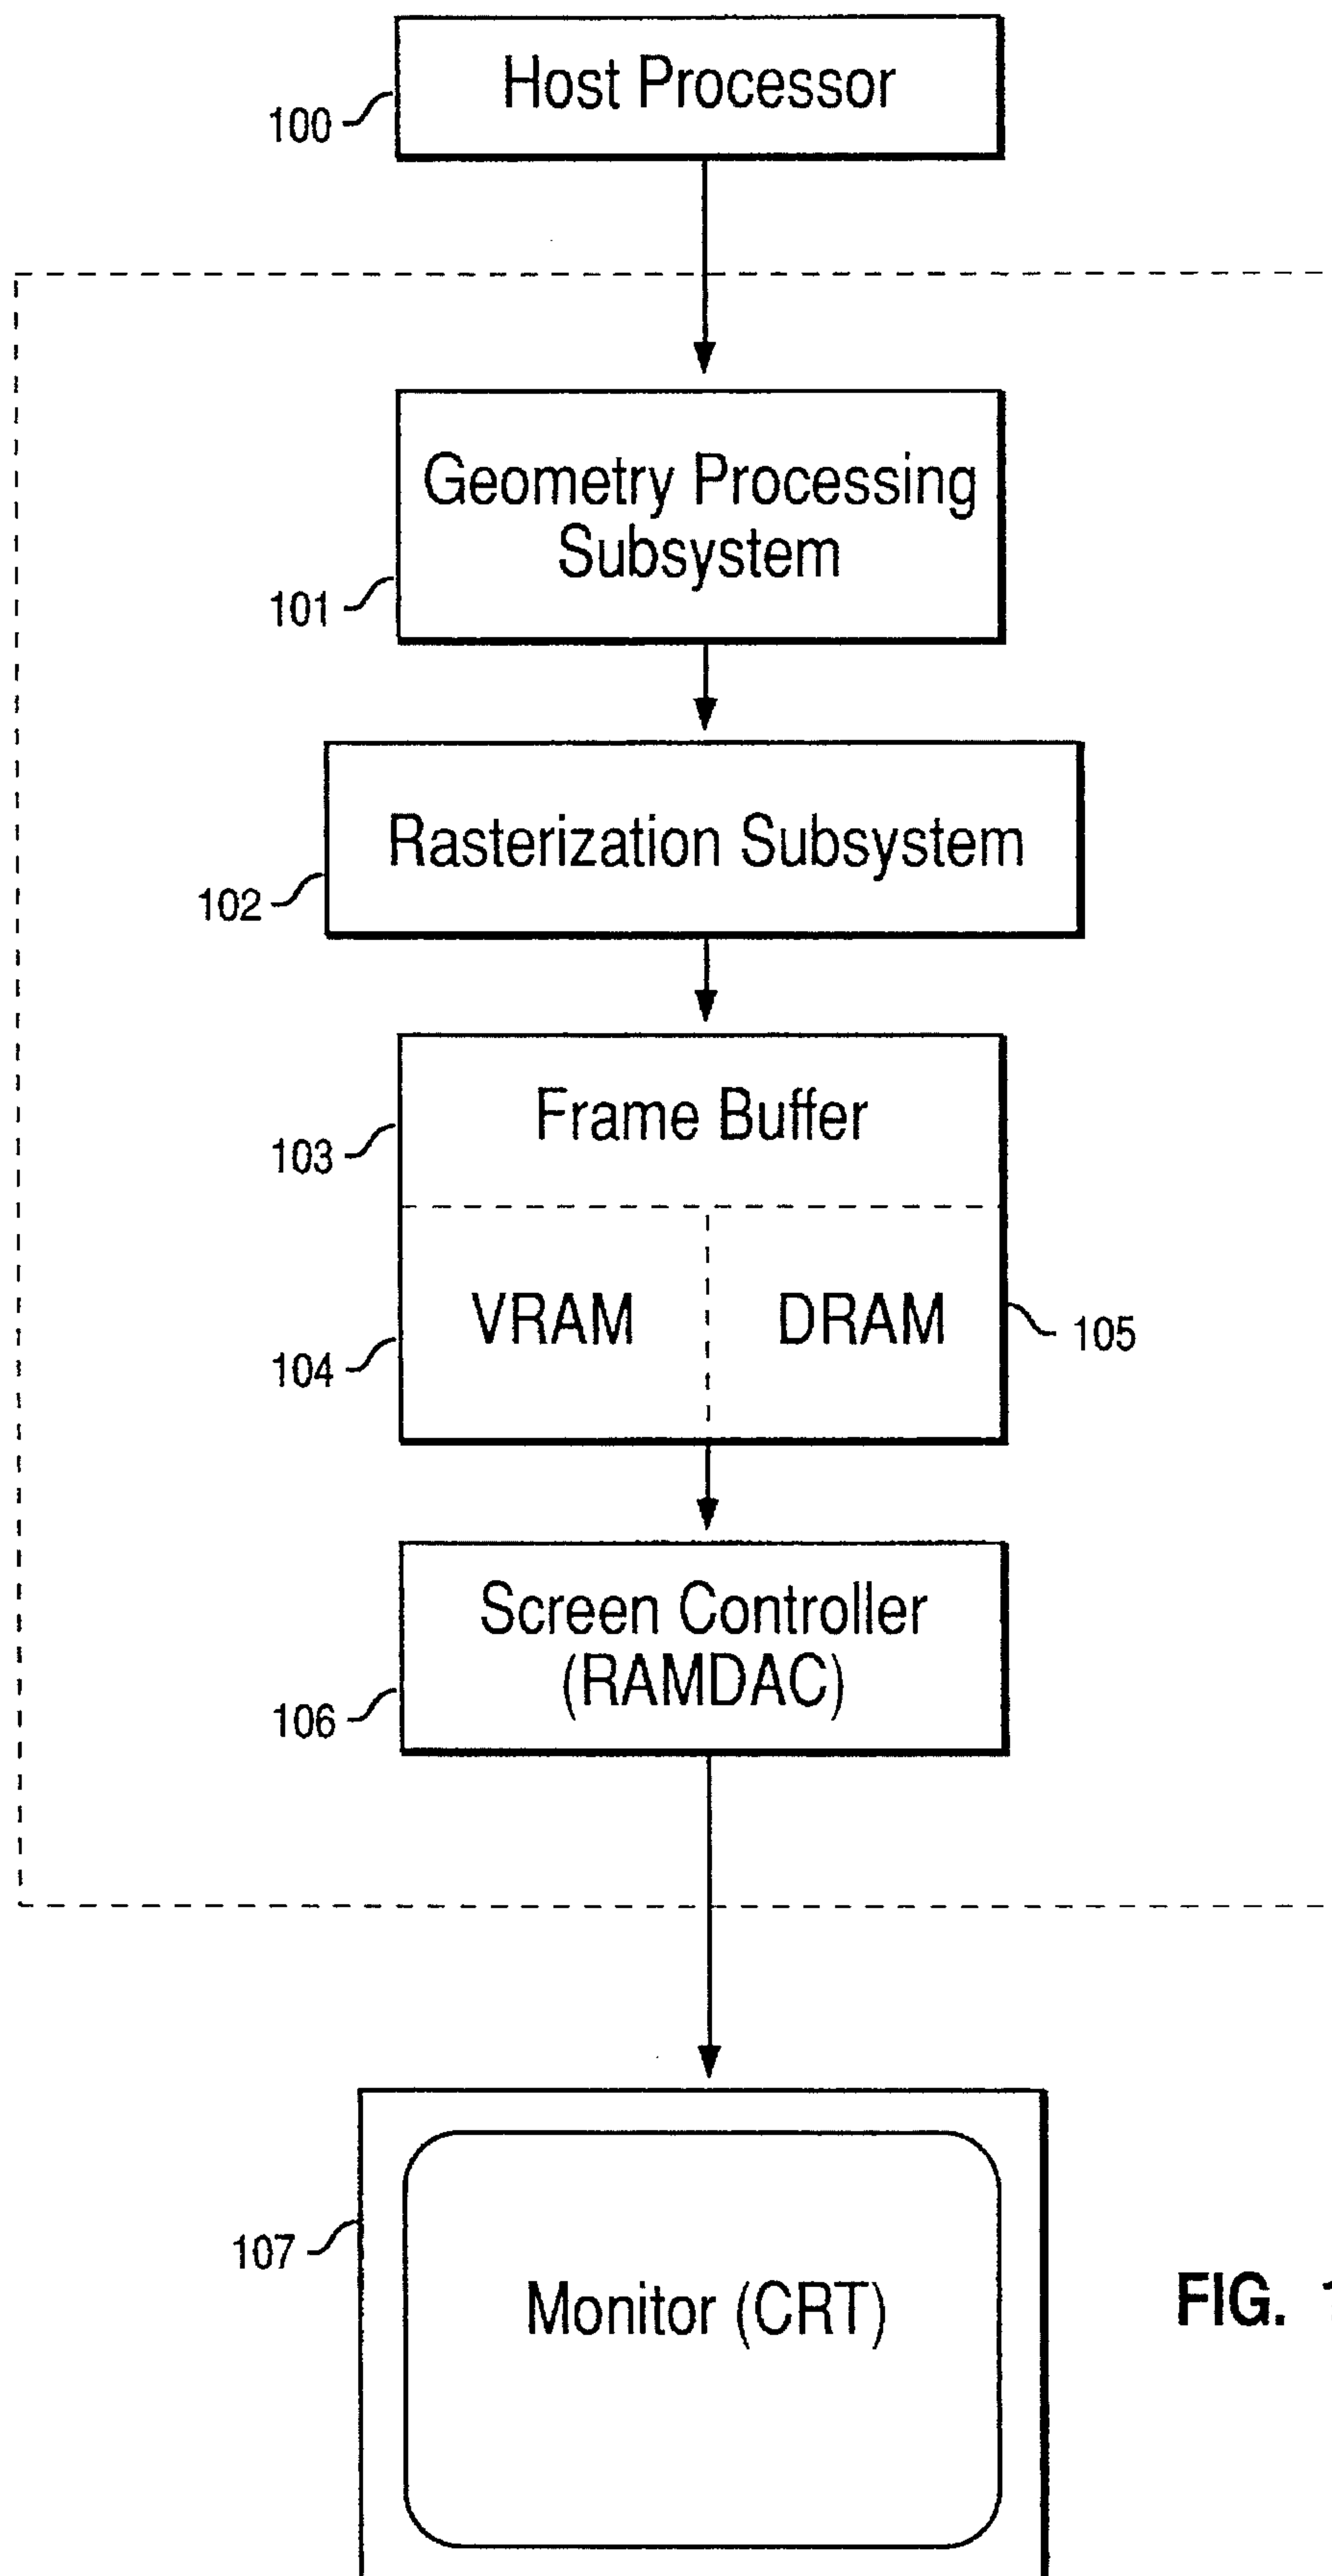 Host Processor
100
Geometry Processing
Subsystem
101
Rasterization Subsystem
102
Frame Buffer
103
VRAM
DRAM
104
105
Screen Controller
(RAMDAC)
106
107
Monitor (CRT)
FIG.